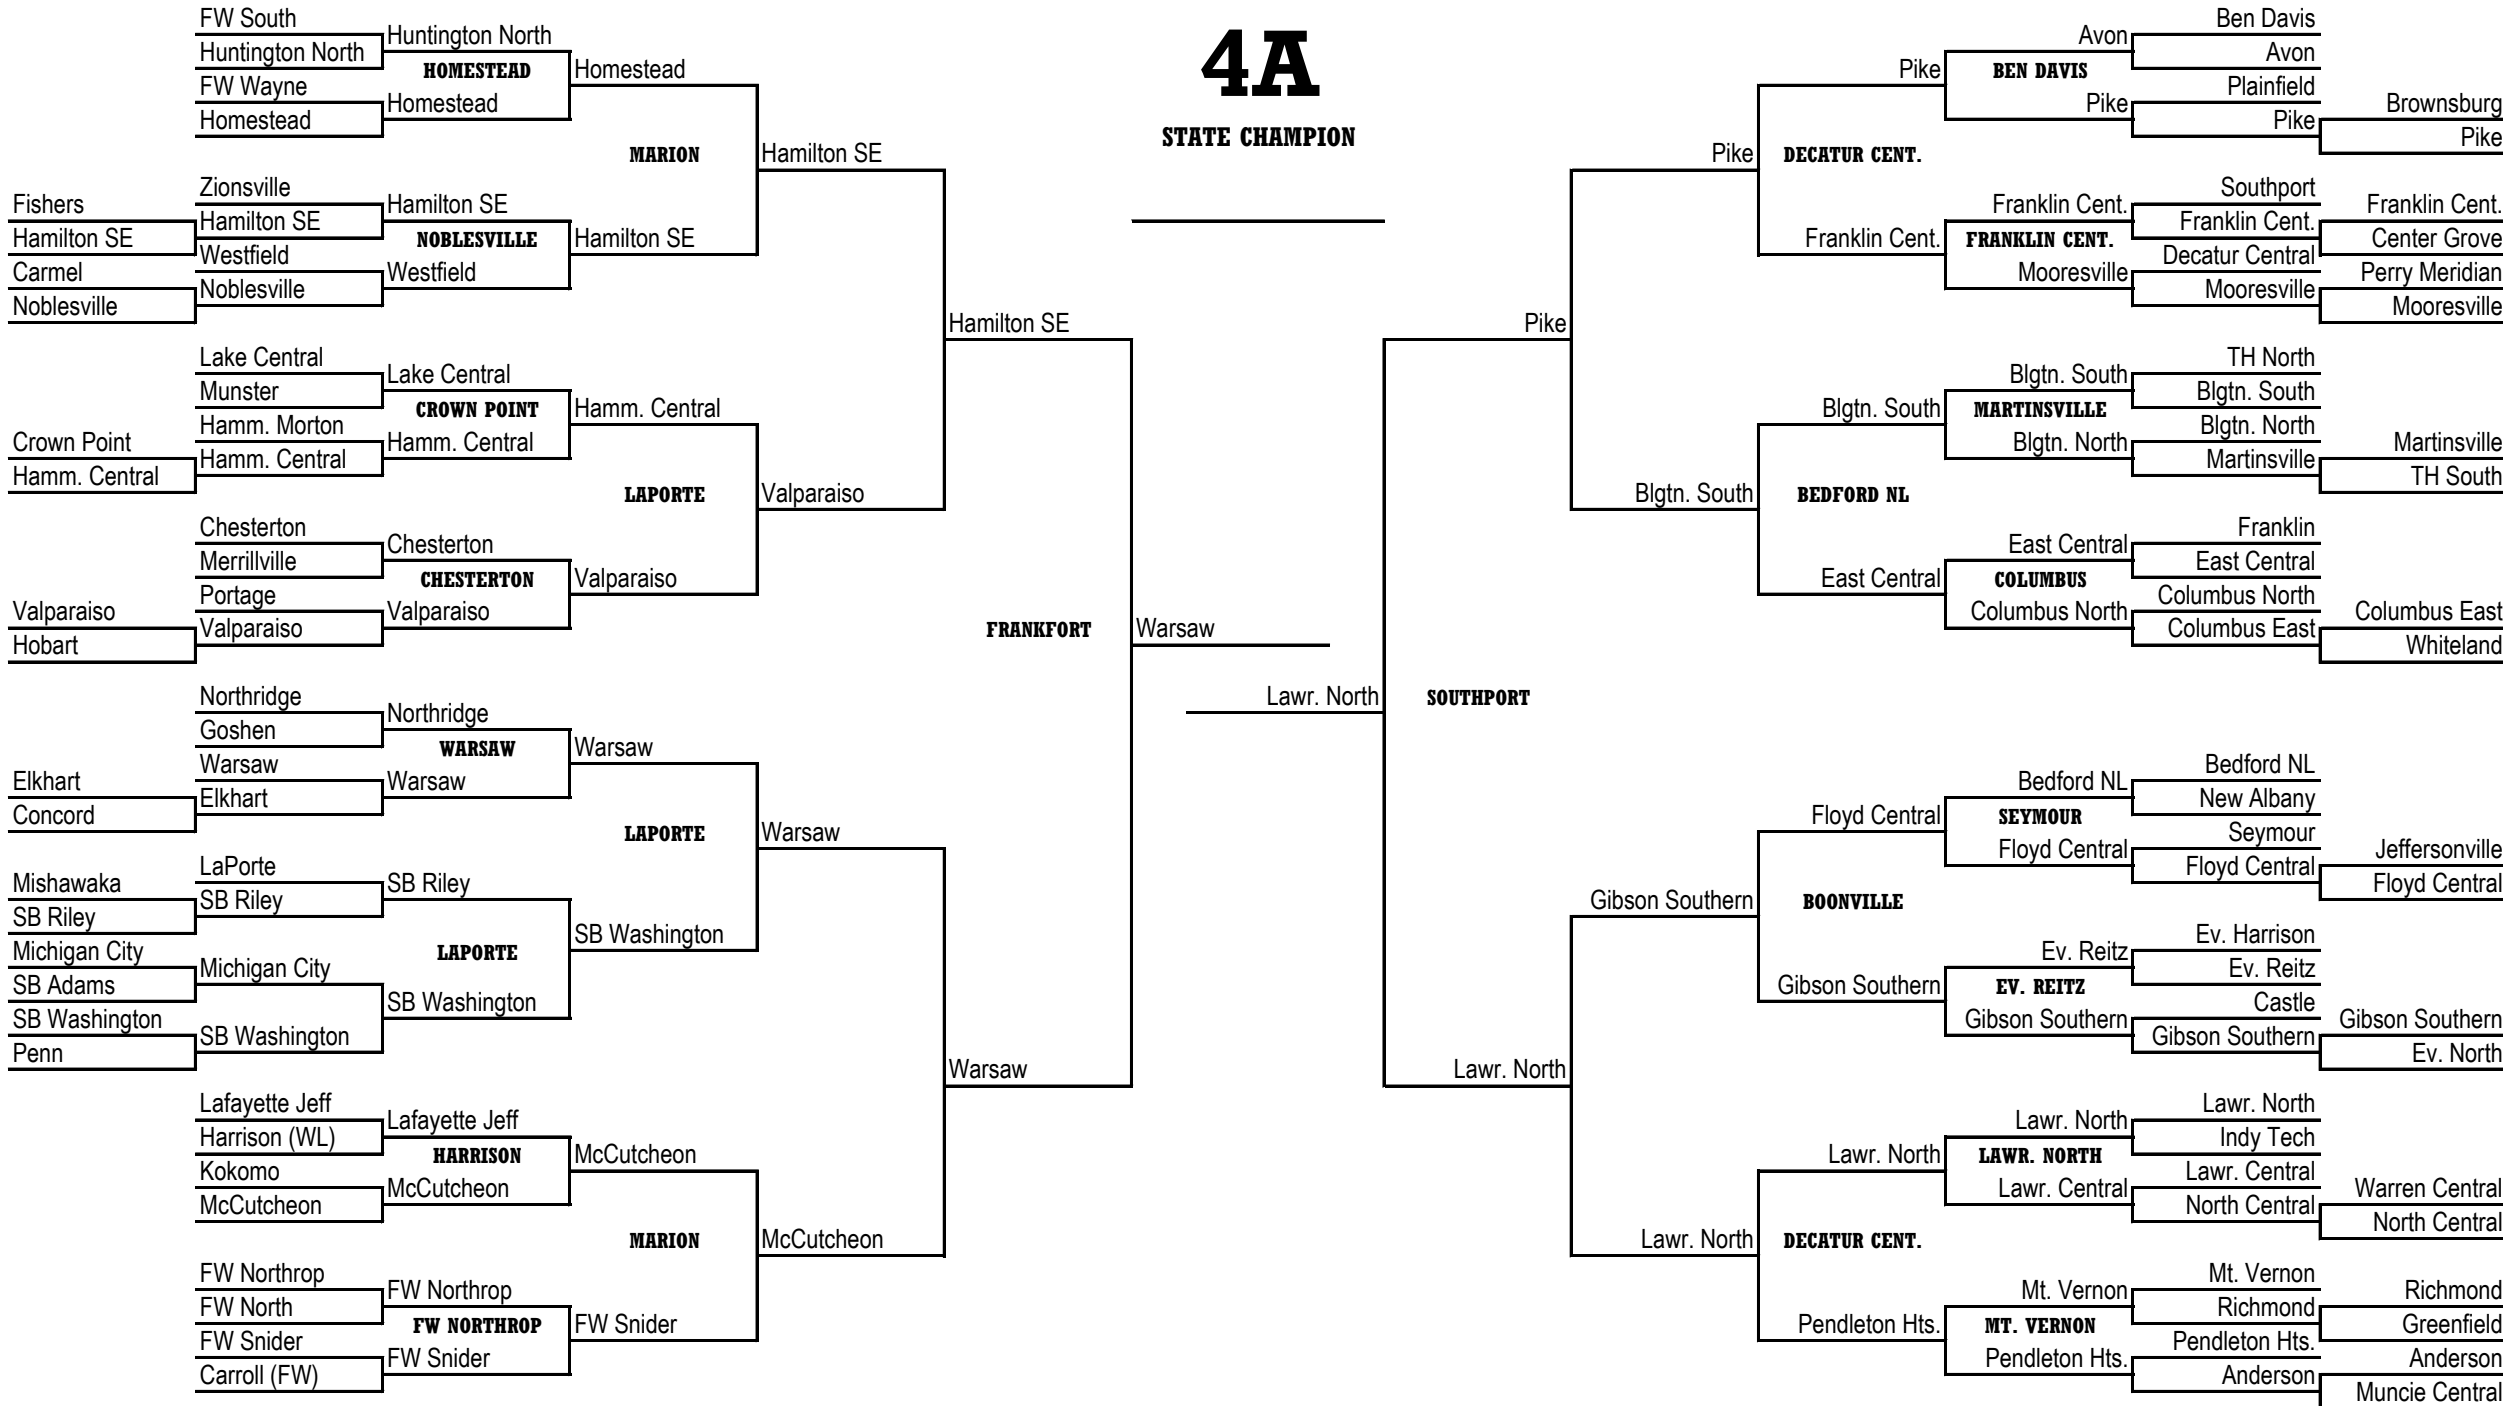 4A
STATE CHAMPION
FW South
Huntington North
Huntington North
HOMESTEAD
Homestead
FW Wayne
Homestead
Homestead
MARION
Hamilton SE
Zionsville
Fishers
Hamilton SE
Hamilton SE
Hamilton SE
NOBLESVILLE
Hamilton SE
Westfield
Carmel
Westfield
Noblesville
Noblesville
Hamilton SE
Lake Central
Lake Central
Munster
CROWN POINT
Hamm. Central
Hamm. Morton
Crown Point
Hamm. Central
Hamm. Central
Hamm. Central
LAPORTE
Valparaiso
Chesterton
Chesterton
Merrillville
CHESTERTON
Valparaiso
Portage
Valparaiso
Valparaiso
Valparaiso
Hobart
FRANKFORT
Warsaw
Northridge
Northridge
Goshen
WARSAW
Warsaw
Warsaw
Elkhart
Warsaw
Elkhart
Concord
LAPORTE
Warsaw
LaPorte
Mishawaka
SB Riley
SB Riley
SB Riley
SB Washington
Michigan City
LAPORTE
Michigan City
SB Adams
SB Washington
SB Washington
SB Washington
Penn
Warsaw
Lafayette Jeff
Lafayette Jeff
Harrison (WL)
HARRISON
McCutcheon
Kokomo
McCutcheon
McCutcheon
MARION
McCutcheon
FW Northrop
FW Northrop
FW North
FW NORTHROP
FW Snider
FW Snider
FW Snider
Carroll (FW)
Ben Davis
Avon
Avon
Pike
BEN DAVIS
Plainfield
Pike
Brownsburg
Pike
Pike
Pike
DECATUR CENT.
Southport
Franklin Cent.
Franklin Cent.
Franklin Cent.
Franklin Cent.
FRANKLIN CENT.
Center Grove
Decatur Central
Mooresville
Perry Meridian
Mooresville
Mooresville
Pike
TH North
Blgtn. South
Blgtn. South
Blgtn. South
MARTINSVILLE
Blgtn. North
Blgtn. North
Martinsville
Martinsville
TH South
Blgtn. South
BEDFORD NL
Franklin
East Central
East Central
East Central
COLUMBUS
Columbus North
Columbus North
Columbus East
Columbus East
Whiteland
Lawr. North
SOUTHPORT
Bedford NL
Bedford NL
New Albany
Floyd Central
SEYMOUR
Seymour
Floyd Central
Jeffersonville
Floyd Central
Floyd Central
Gibson Southern
BOONVILLE
Ev. Harrison
Ev. Reitz
Ev. Reitz
Gibson Southern
EV. REITZ
Castle
Gibson Southern
Gibson Southern
Gibson Southern
Ev. North
Lawr. North
Lawr. North
Lawr. North
Indy Tech
Lawr. North
LAWR. NORTH
Lawr. Central
Lawr. Central
Warren Central
North Central
North Central
Lawr. North
DECATUR CENT.
Mt. Vernon
Mt. Vernon
Richmond
Richmond
Pendleton Hts.
MT. VERNON
Greenfield
Pendleton Hts.
Pendleton Hts.
Anderson
Anderson
Muncie Central